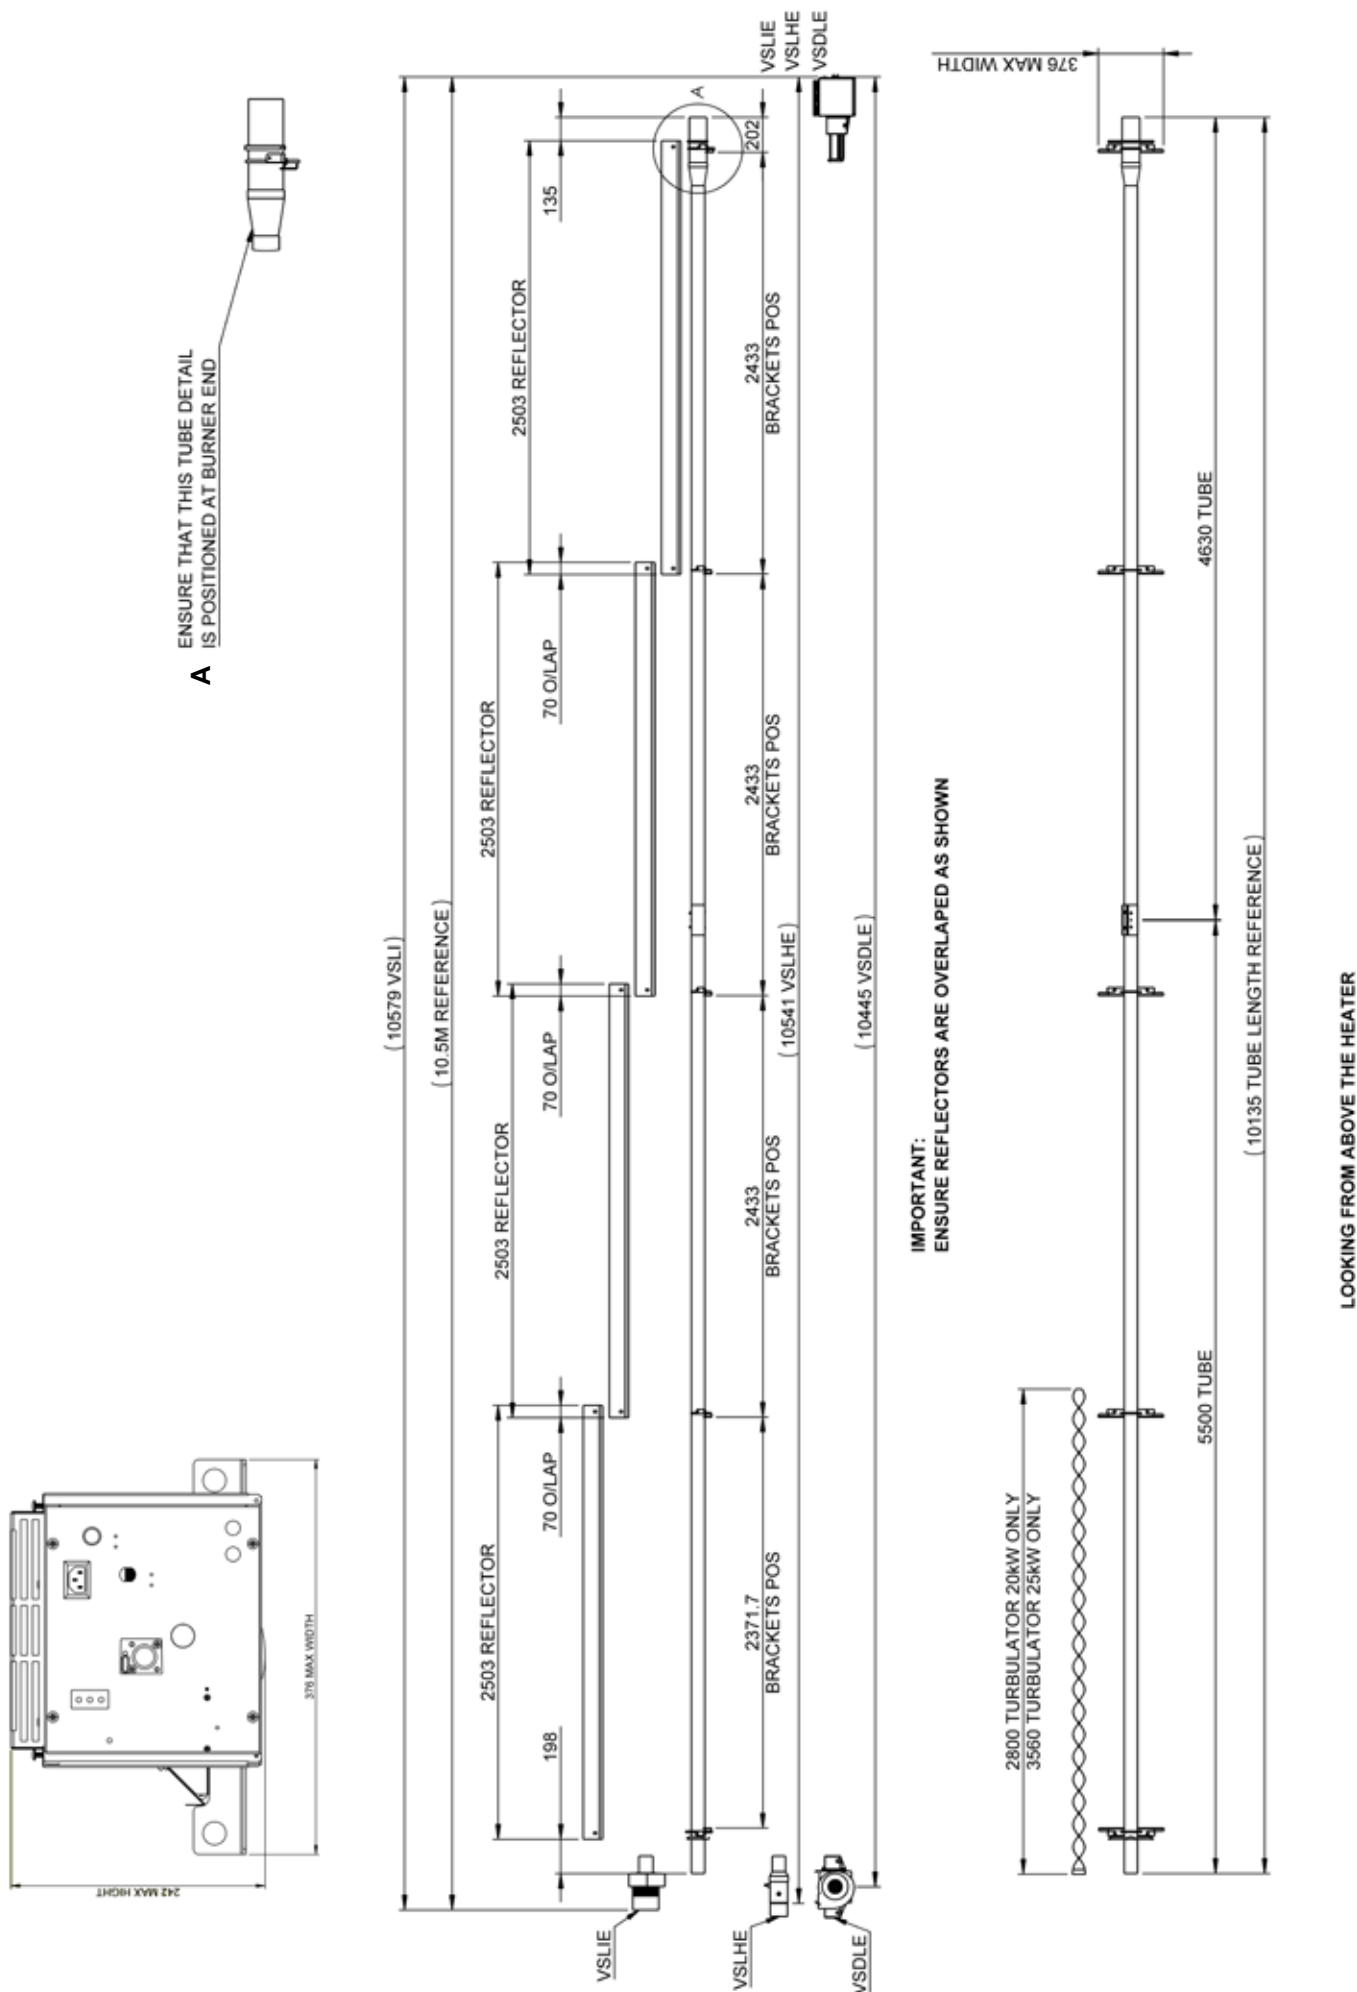 ENSURE THAT THIS TUBE DETAIL
IS POSITIONED AT BURNER END
A
242 MAX HIGHT
376 MAX WIDTH
( 10579 VSLI )
( 10.5M REFERENCE )
2503 REFLECTOR
2503 REFLECTOR
2503 REFLECTOR
2503 REFLECTOR
198
70 O/LAP
70 O/LAP
70 O/LAP
135
A
VSLIE
VSLIE
VSLHE
VSDLE
202
2371.7
BRACKETS POS
2433
BRACKETS POS
2433
BRACKETS POS
2433
BRACKETS POS
VSLHE
( 10541 VSLHE )
VSDLE
( 10445 VSDLE )
IMPORTANT:
ENSURE REFLECTORS ARE OVERLAPED AS SHOWN
376 MAX WIDTH
2800 TURBULATOR 20kW ONLY
3560 TURBULATOR 25kW ONLY
5500 TUBE
4630 TUBE
( 10135 TUBE LENGTH REFERENCE )
LOOKING FROM ABOVE THE HEATER